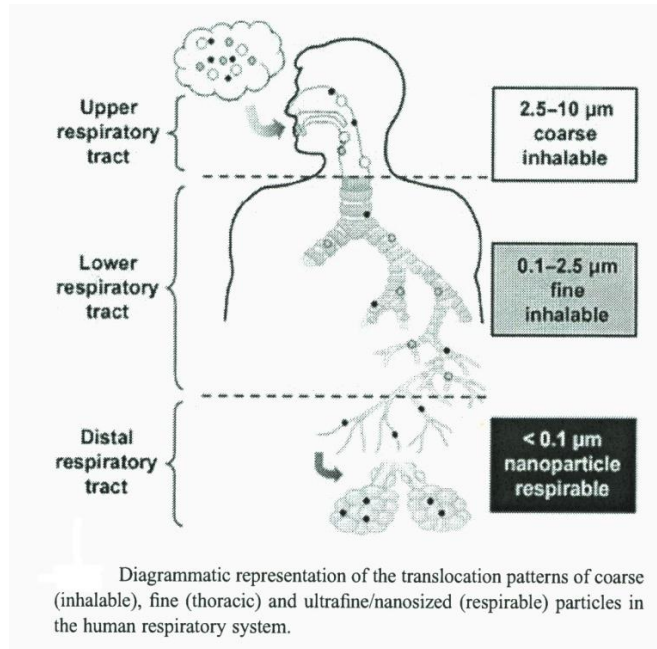 Upper
respiratory
tract
2.5–10 µm
coarse
inhalable
Lower
respiratory
tract
0.1–2.5 µm
fine
inhalable
Distal
respiratory
tract
< 0.1 µm
nanoparticle
respirable
Diagrammatic representation of the translocation patterns of coarse
(inhalable), fine (thoracic) and ultrafine/nanosized (respirable) particles in
the human respiratory system.